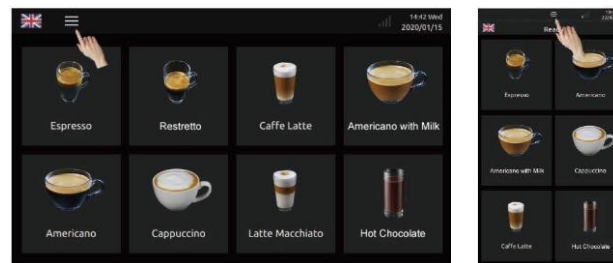 14:42 Wed
2020/01/15
Espresso
Restretto
Caffe Latte
Americano with Milk
Americano
Cappuccino
Latte Macchiato
Hot Chocolate
Espresso
Americano
Americano with Milk
Cappuccino
Caffe Latte
Hot Chocolate